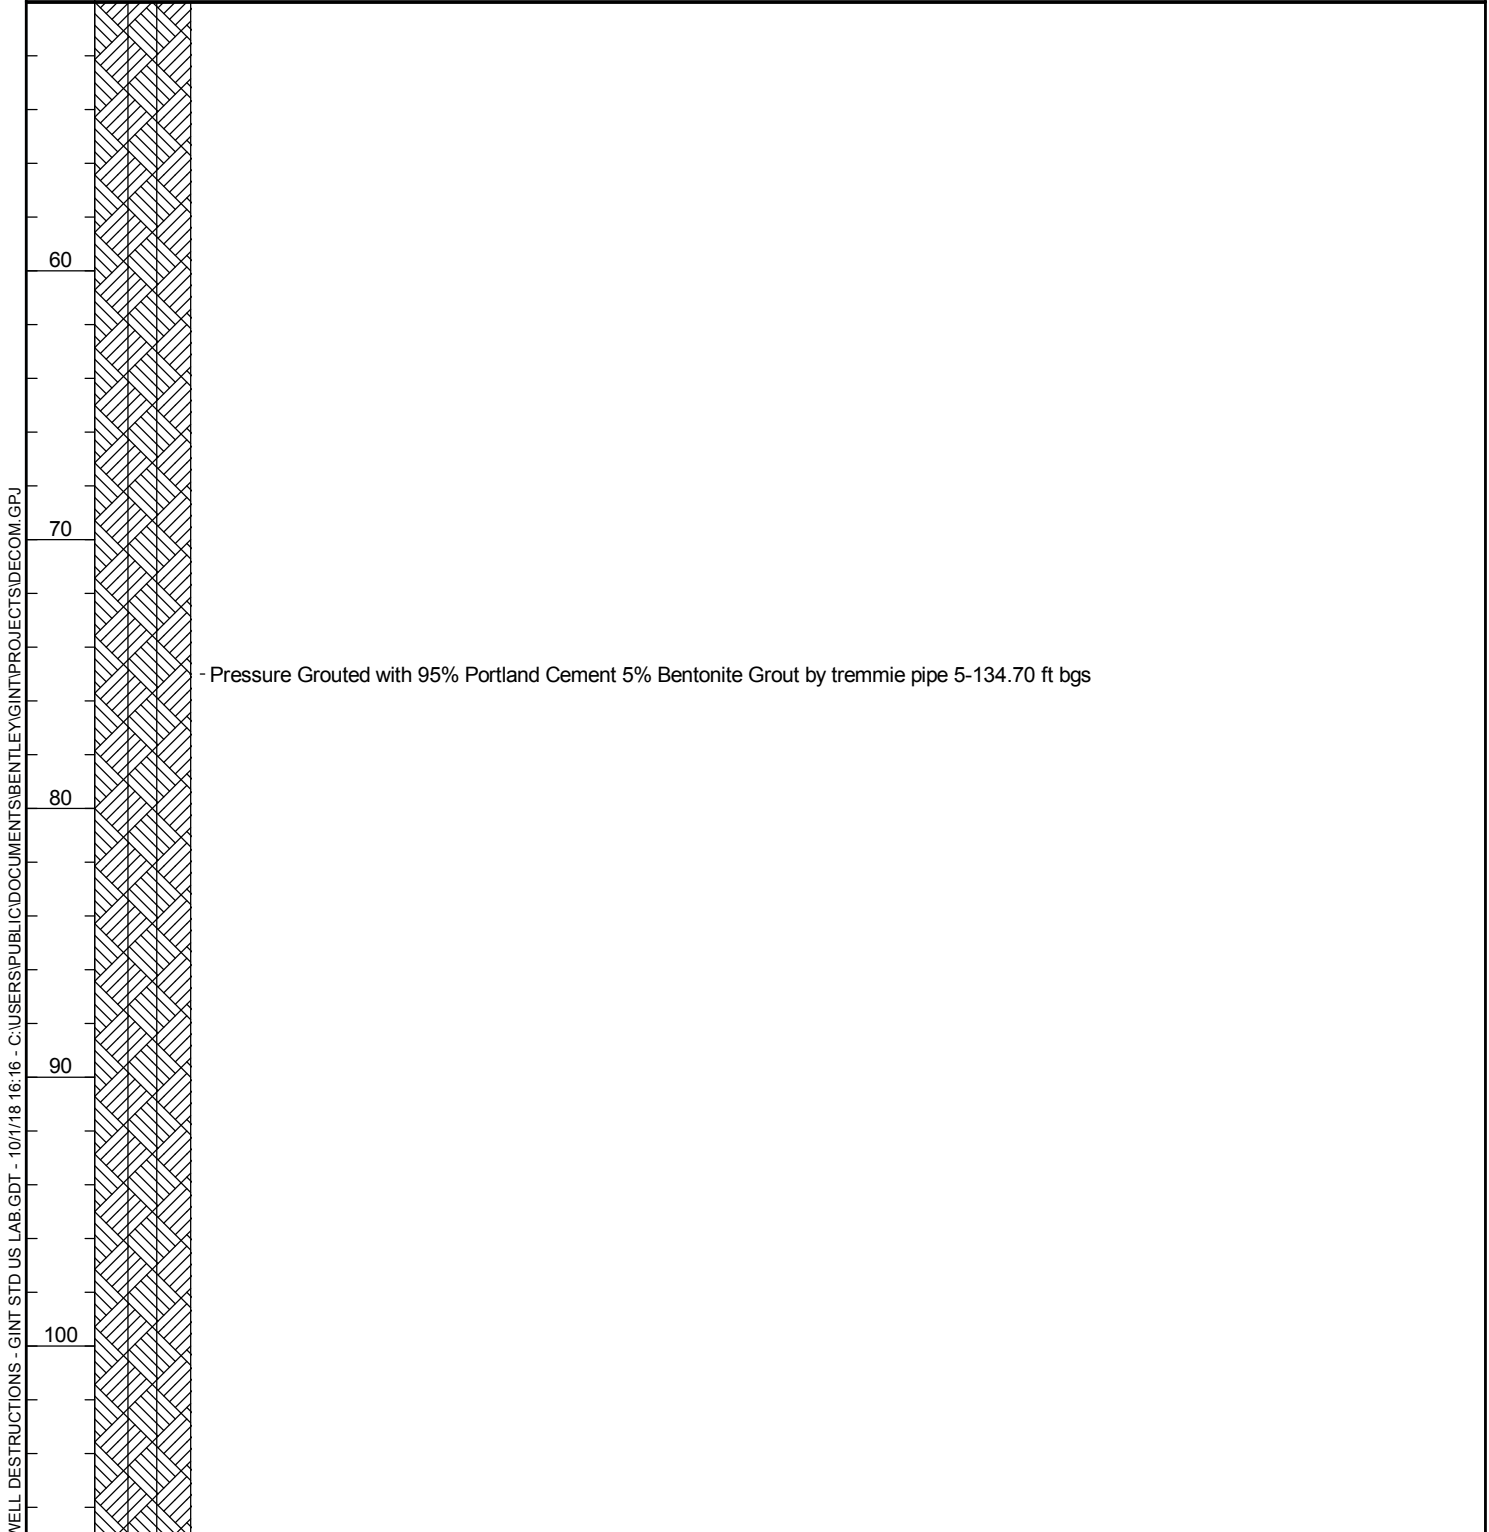 60
70
- Pressure Grouted with 95% Portland Cement 5% Bentonite Grout by tremmie pipe 5-134.70 ft bgs
80
90
100
WELL DESTRUCTIONS - GINT STD US LAB.GDT - 10/1/18 16:16 - C:\USERS\PUBLIC\DOCUMENTS\BENTLEY\GINT\PROJECTS\DECOM.GPJ